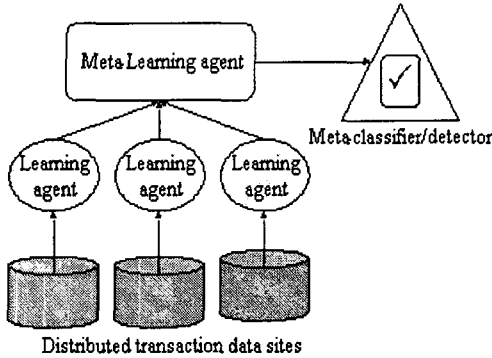 Meta-Learning agent
Meta-classifier/detector
Learning
agent
Learning
agent
Learning
agent
Distributed transaction data sites